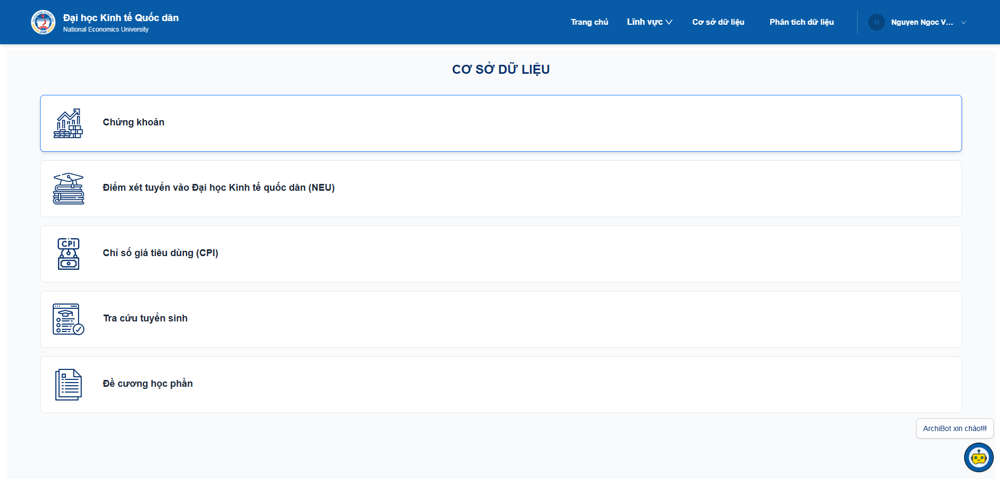 Đại học Kinh tế Quốc dân
National Economics University
Trang chủ
Lĩnh vực
Cơ sở dữ liệu
Phân tích dữ liệu
N
Nguyen Ngoc V...
CƠ SỞ DỮ LIỆU
Chứng khoán
Điểm xét tuyển vào Đại học Kinh tế quốc dân (NEU)
CPI
Chỉ số giá tiêu dùng (CPI)
Tra cứu tuyển sinh
Đề cương học phần
ArchiBot xin chào!!!